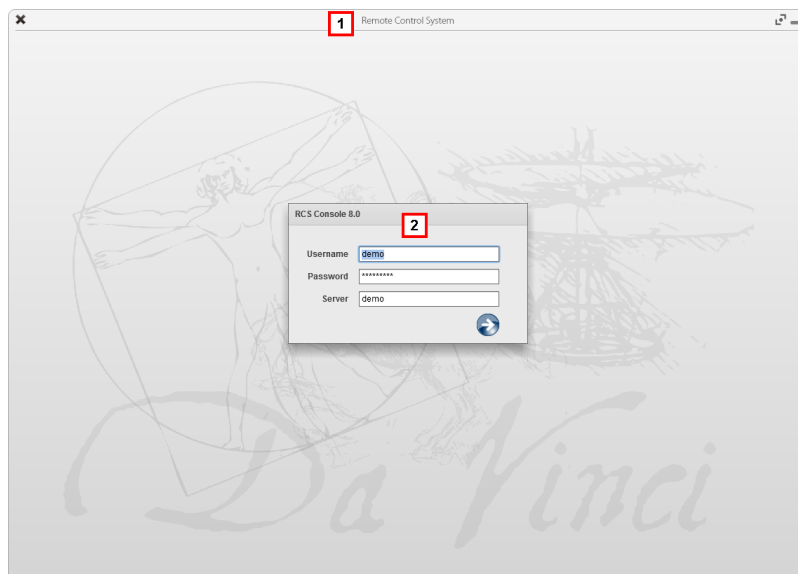 1
Remote Control System
RCS Console 8.0
2
Username demo
Password *********
Server demo
Da Vinci